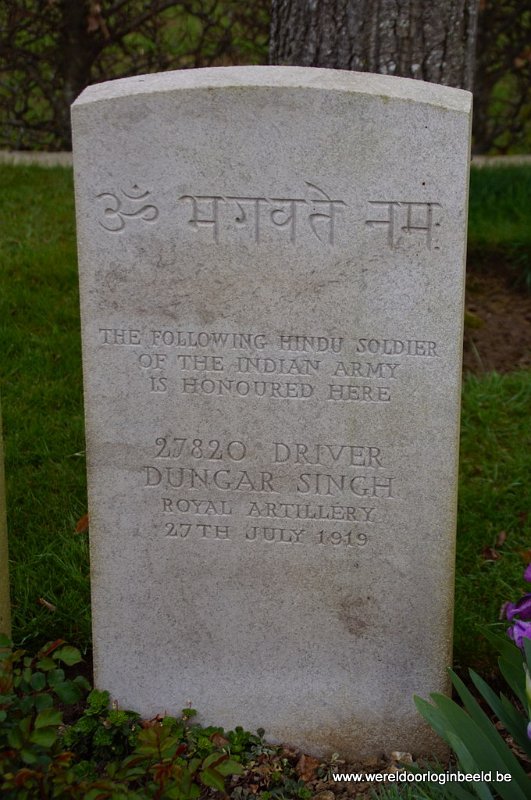 ॐ भगवते नमः
THE FOLLOWING HINDU SOLDIER
OF THE INDIAN ARMY
IS HONOURED HERE
27820 DRIVER
DUNGAR SINGH
ROYAL ARTILLERY
27TH JULY 1919
www.wereldoorloginbeeld.be